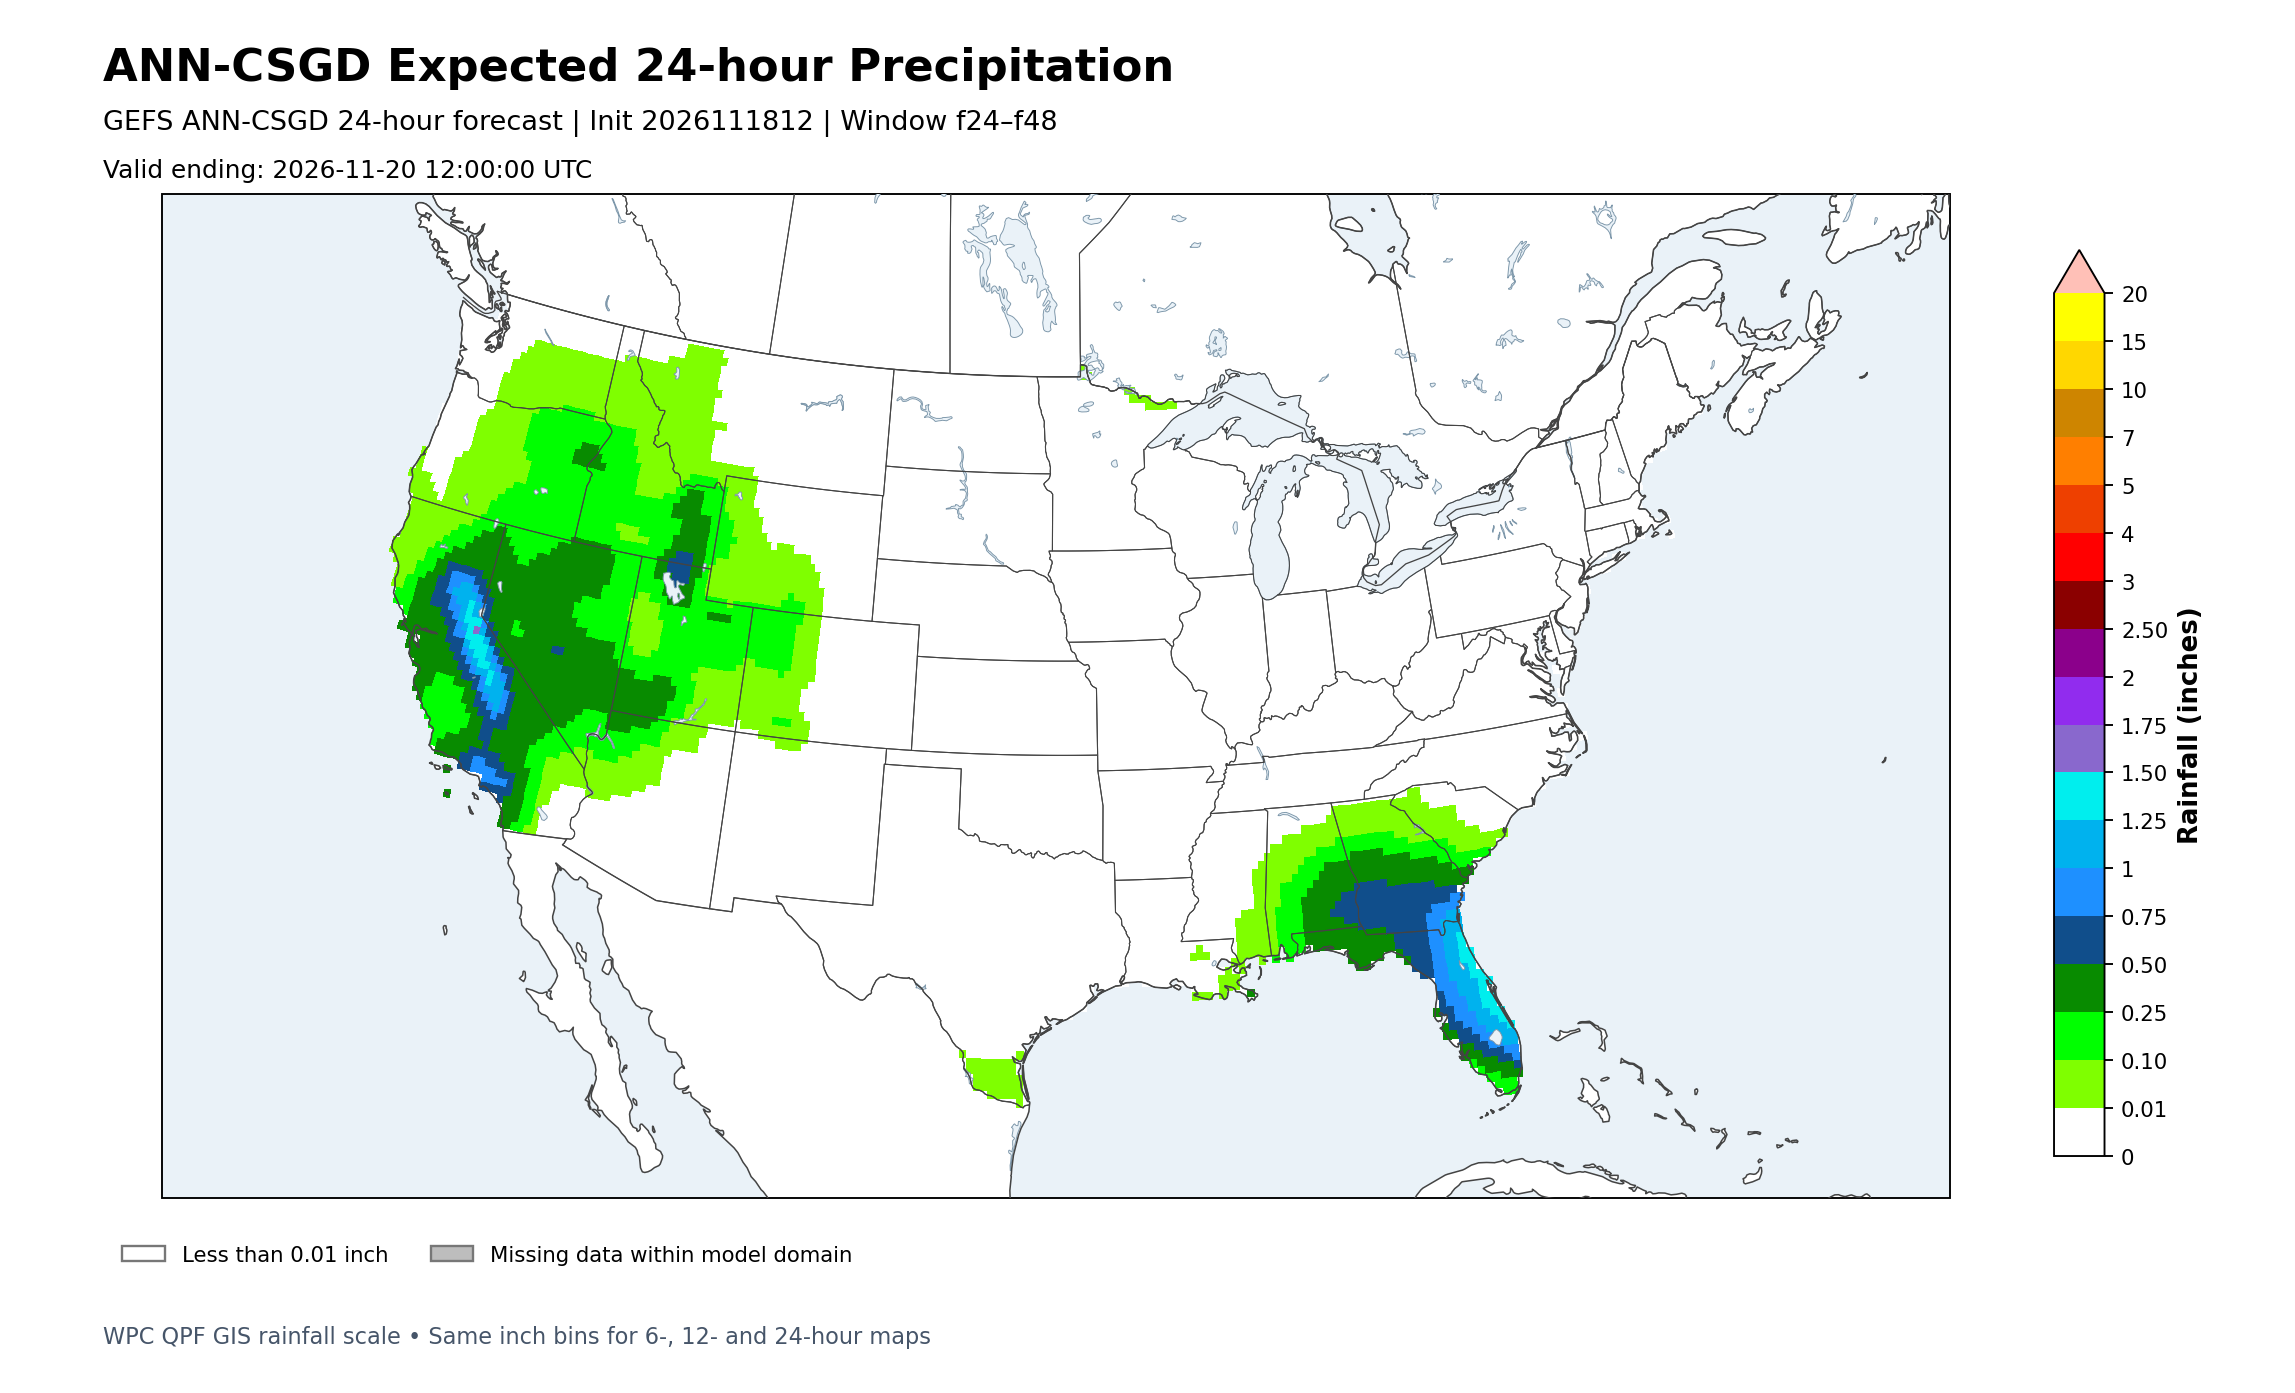 ANN-CSGD Expected 24-hour Precipitation
GEFS ANN-CSGD 24-hour forecast | Init 2026111812 | Window f24–f48
Valid ending: 2026-11-20 12:00:00 UTC
20
15
10
7
5
4
3
2.50
2
1.75
1.50
1.25
1
0.75
0.50
0.25
0.10
0.01
0
Rainfall (inches)
Less than 0.01 inch
Missing data within model domain
WPC QPF GIS rainfall scale • Same inch bins for 6-, 12- and 24-hour maps